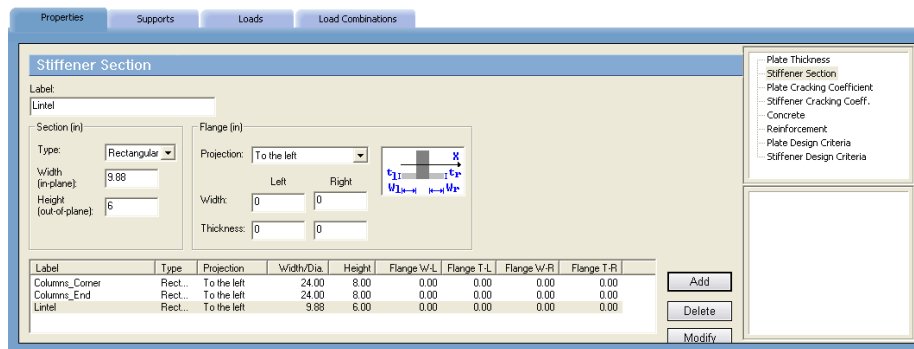 Properties Supports Loads Load Combinations
Stiffener Section
Label:
Lintel
Section (in)
Type: Rectangular
Width (in-plane): 9.88
Height (out-of-plane): 6
Flange (in)
Projection: To the left
Left Right
Width: 0 0
Thickness: 0 0
X
tl tr
Wl Wr
Label Type Projection Width/Dia. Height Flange W-L Flange T-L Flange W-R Flange T-R
Columns_Corner Rect... To the left 24.00 8.00 0.00 0.00 0.00 0.00
Columns_End Rect... To the left 24.00 8.00 0.00 0.00 0.00 0.00
Lintel Rect... To the left 9.88 6.00 0.00 0.00 0.00 0.00
Add
Delete
Modify
Plate Thickness
Stiffener Section
Plate Cracking Coefficient
Stiffener Cracking Coeff.
Concrete
Reinforcement
Plate Design Criteria
Stiffener Design Criteria